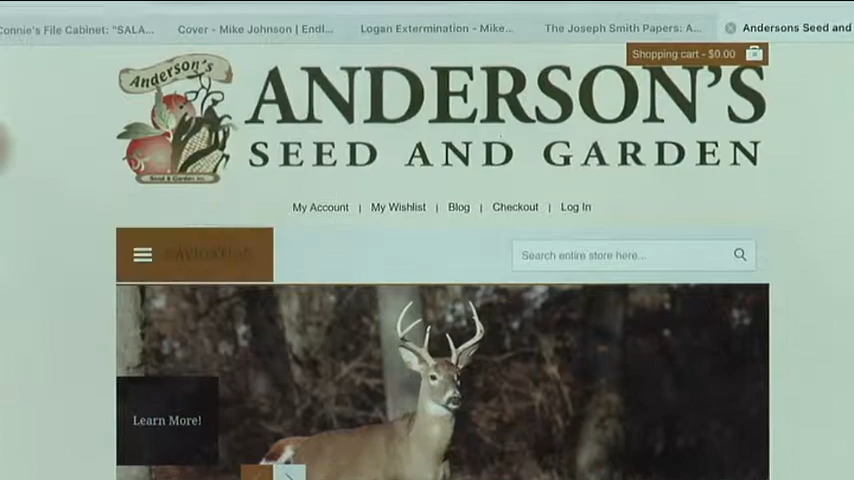 Connie's File Cabinet: "SALA...
Cover - Mike Johnson | Endl...
Logan Extermination - Mike...
The Joseph Smith Papers: A...
Andersons Seed and
Shopping cart - $0.00
Anderson's
Seed & Garden Inc.
ANDERSON'S
SEED AND GARDEN
My Account | My Wishlist | Blog | Checkout | Log In
NAVIGATION
Search entire store here...
Learn More!